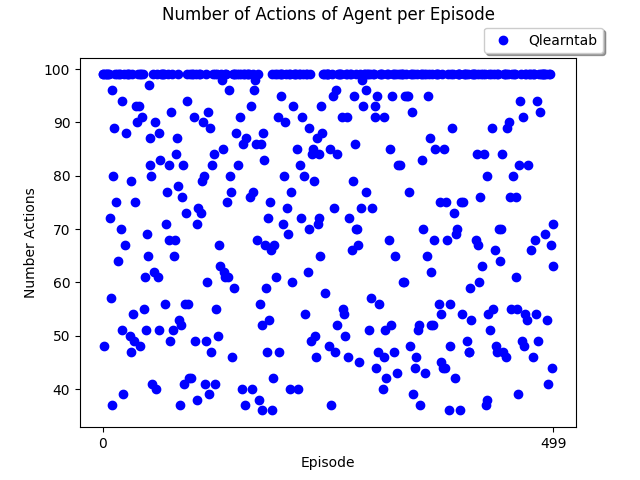 Number of Actions of Agent per Episode
Qlearntab
100
90
80
70
60
50
40
Number Actions
0
499
Episode